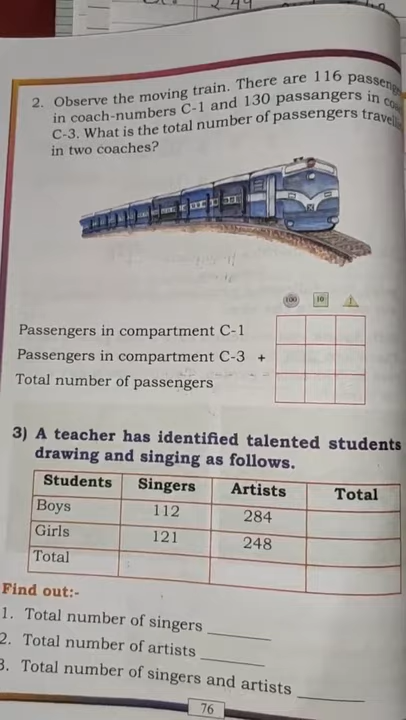 2. Observe the moving train. There are 116
in coach-numbers C-1 and 130 passangers in
C-3. What is the total number of passengers
in two coaches?
100 10 1
Passengers in compartment C-1
Passengers in compartment C-3 +
Total number of passengers
3) A teacher has identified talented students
drawing and singing as follows.
Students Singers Artists Total
Boys 112 284
Girls 121 248
Total
Find out:-
1. Total number of singers ______
2. Total number of artists ______
3. Total number of singers and artists ______
76